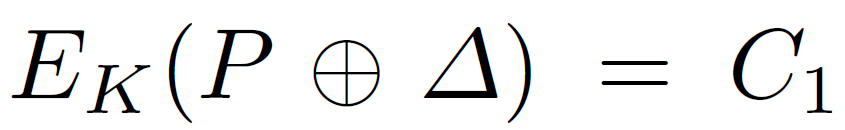 E_K(P ⊕ Δ) = C_1